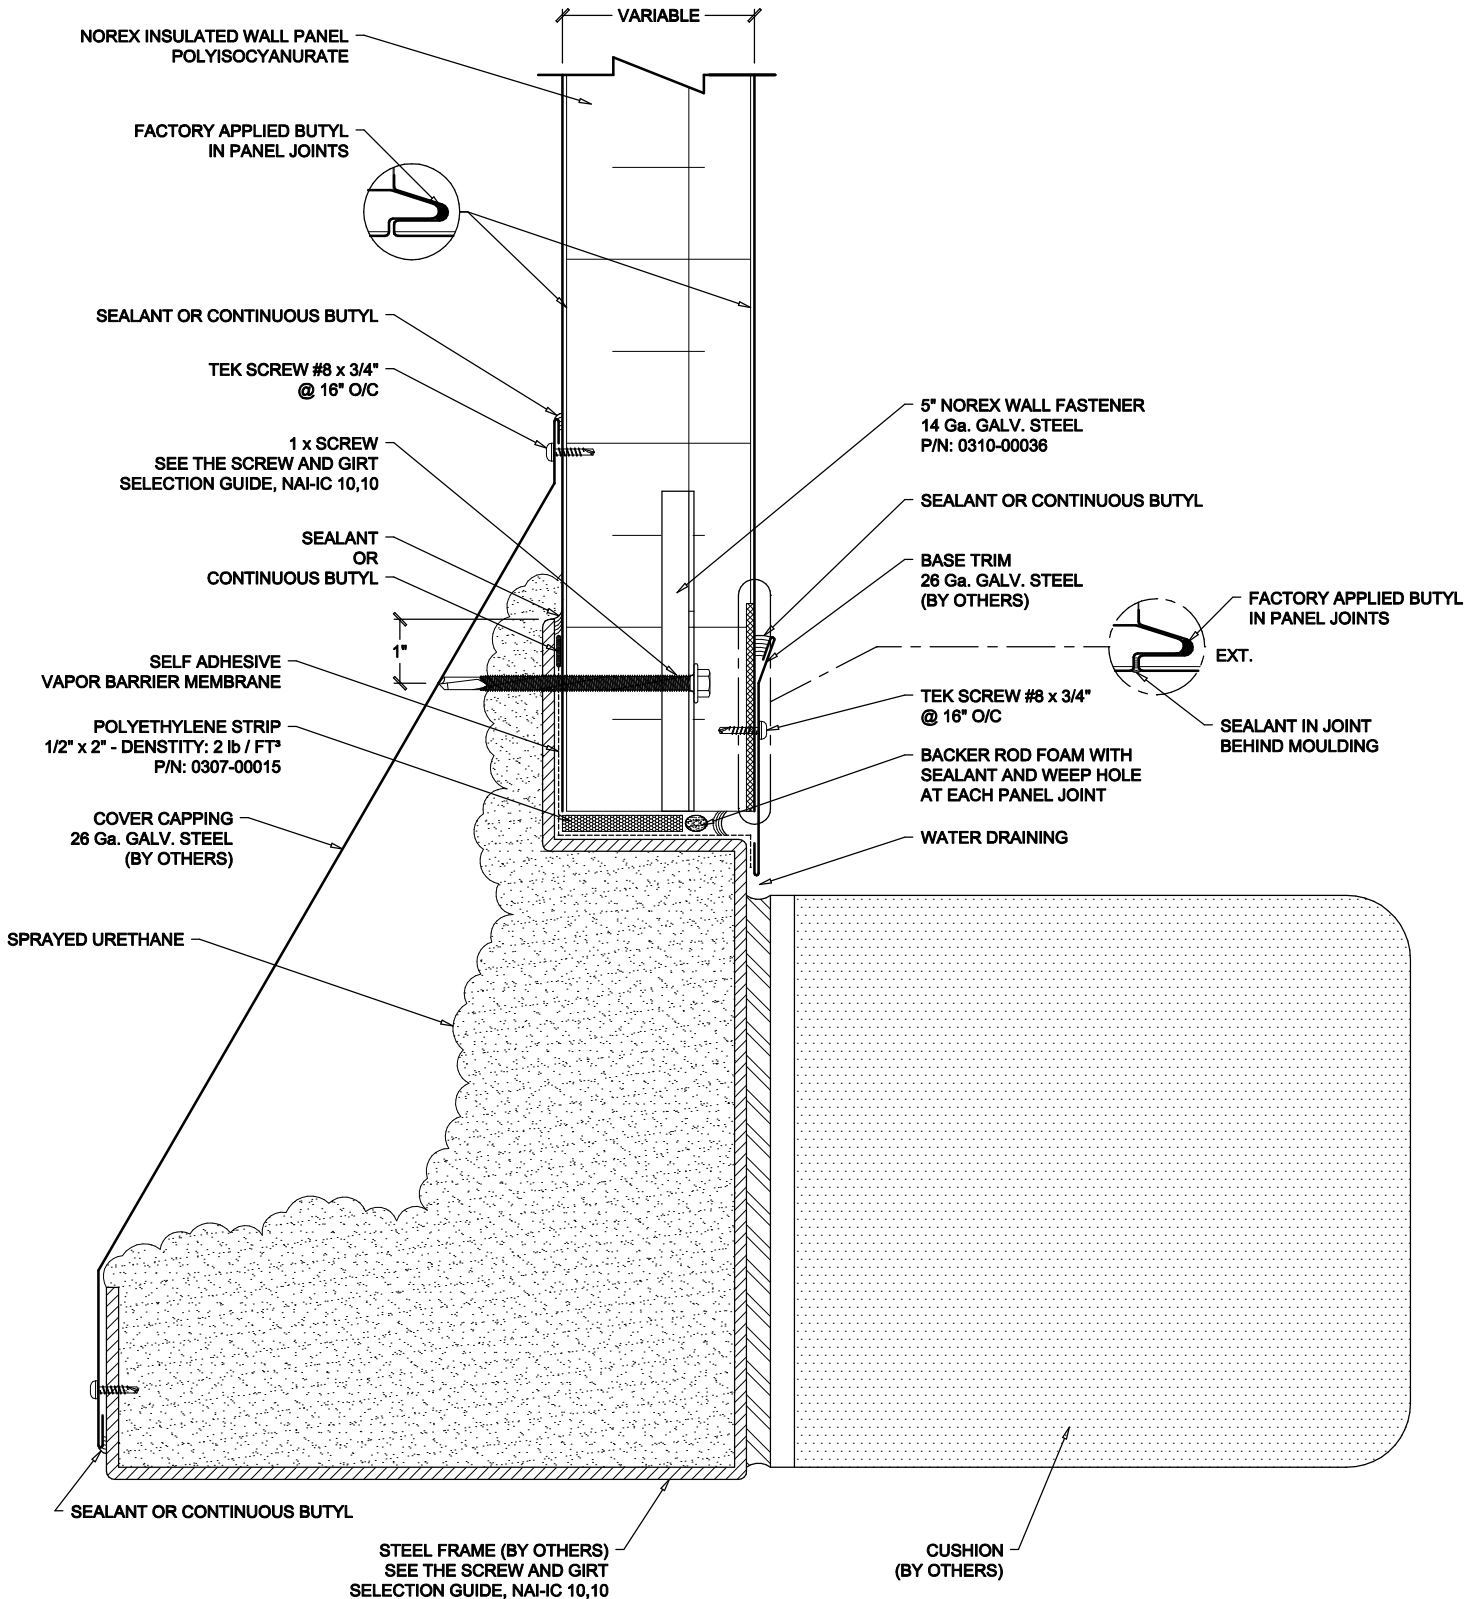 VARIABLE
NOREX INSULATED WALL PANEL
POLYISOCYANURATE
FACTORY APPLIED BUTYL
IN PANEL JOINTS
SEALANT OR CONTINUOUS BUTYL
TEK SCREW #8 x 3/4"
@ 16" O/C
1 x SCREW
SEE THE SCREW AND GIRT
SELECTION GUIDE, NAI-IC 10,10
SEALANT
OR
CONTINUOUS BUTYL
1"
SELF ADHESIVE
VAPOR BARRIER MEMBRANE
POLYETHYLENE STRIP
1/2" x 2" - DENSTITY: 2 lb / FT³
P/N: 0307-00015
COVER CAPPING
26 Ga. GALV. STEEL
(BY OTHERS)
SPRAYED URETHANE
SEALANT OR CONTINUOUS BUTYL
STEEL FRAME (BY OTHERS)
SEE THE SCREW AND GIRT
SELECTION GUIDE, NAI-IC 10,10
5" NOREX WALL FASTENER
14 Ga. GALV. STEEL
P/N: 0310-00036
SEALANT OR CONTINUOUS BUTYL
BASE TRIM
26 Ga. GALV. STEEL
(BY OTHERS)
FACTORY APPLIED BUTYL
IN PANEL JOINTS
EXT.
SEALANT IN JOINT
BEHIND MOULDING
TEK SCREW #8 x 3/4"
@ 16" O/C
BACKER ROD FOAM WITH
SEALANT AND WEEP HOLE
AT EACH PANEL JOINT
WATER DRAINING
CUSHION
(BY OTHERS)